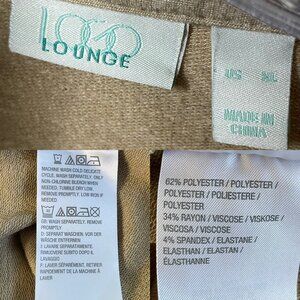 LOGO
LOUNGE
US XL
MADE IN
CHINA
MACHINE WASH COLD DELICATE
CYCLE, WASH SEPARATELY, ONLY
NON-CHLORINE BLEACH WHEN
NEEDED, TUMBLE DRY LOW.
REMOVE PROMPTLY. LOW IRON IF
NEEDED
GB: WASH SEPARATELY, REMOVE
PROMPTLY.
D: SEPARAT WASCHEN, VOR DER
WÄSCHE ENTFERNEN
I: LAVARE SEPARATAMENTE,
RIMUOVERE SUBITO DOPO IL
LAVAGGIO
F: LAVER SÉPARÉMENT, RETIRER
RAPIDEMENT DE LA MACHINE À
LAVER
62% POLYESTER / POLYESTER /
POLYESTER / POLIESTERE /
POLYESTER
34% RAYON / VISCOSE / VISKOSE /
VISCOSA / VISCOSE
4% SPANDEX / ELASTANE /
ELASTHAN / ELASTAN /
ÉLASTHANNE